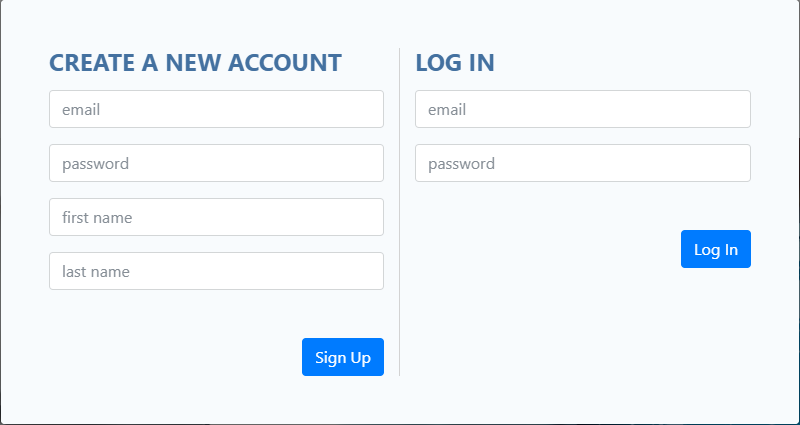 CREATE A NEW ACCOUNT
email
password
first name
last name
Sign Up
LOG IN
email
password
Log In